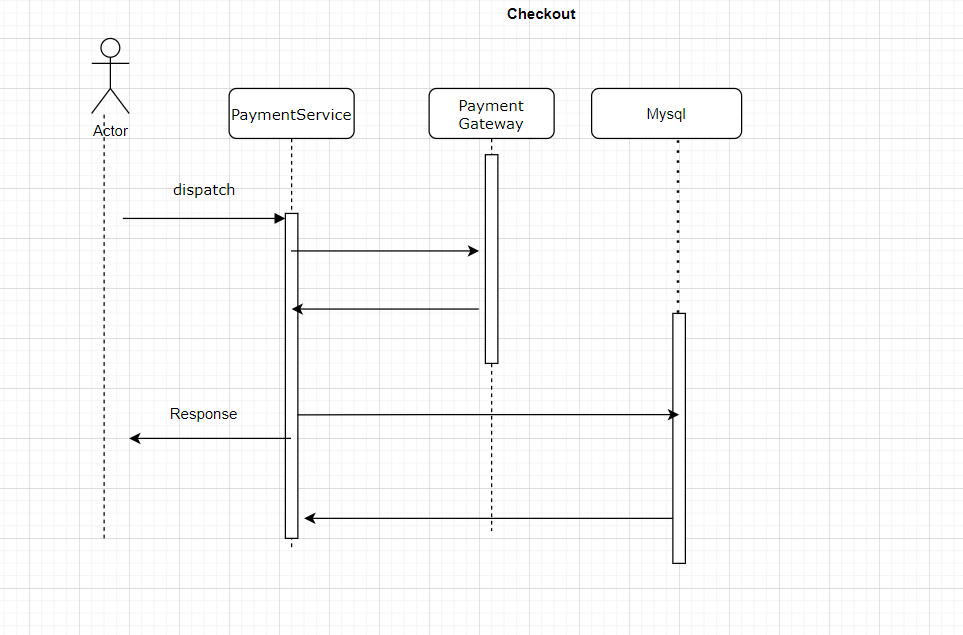 Checkout
Actor
PaymentService
Payment
Gateway
Mysql
dispatch
Response